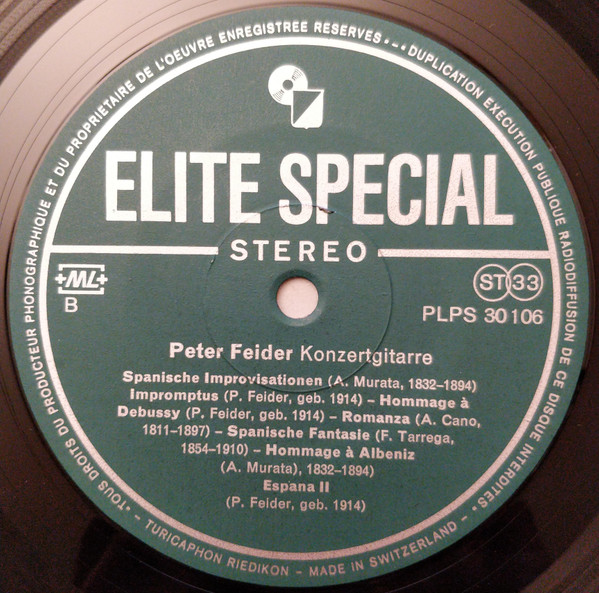 TOUS DROITS DU PRODUCTEUR PHONOGRAPHIQUE ET DU PROPRIETAIRE DE L'OEUVRE ENREGISTREE RESERVES • – • DUPLICATION EXECUTION PUBLIQUE RADIODIFFUSION DE CE DISQUE INTERDITES •
ELITE SPECIAL
STEREO
ML
B
ST 33
PLPS 30 106
Peter Feider Konzertgitarre
Spanische Improvisationen (A. Murata, 1832–1894)
Impromptus (P. Feider, geb. 1914) – Hommage à
Debussy (P. Feider, geb. 1914) – Romanza (A. Cano,
1811–1897) – Spanische Fantasie (F. Tarrega,
1854–1910) – Hommage à Albeniz
(A. Murata), 1832–1894)
Espana II
(P. Feider, geb. 1914)
TURICAPHON RIEDIKON – MADE IN SWITZERLAND